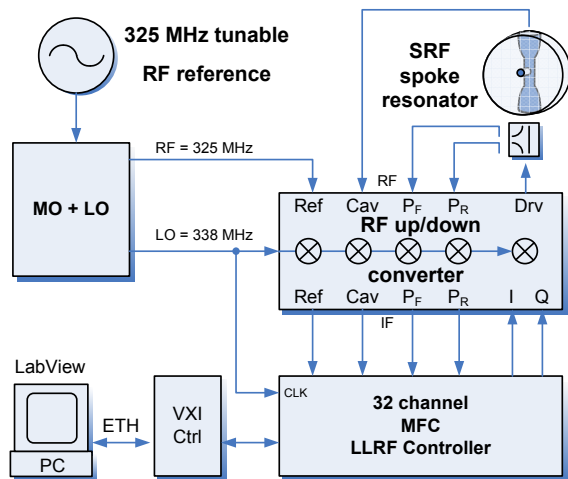 325 MHz tunable
RF reference
SRF
spoke
resonator
RF = 325 MHz
RF
MO + LO
LO = 338 MHz
Ref Cav PF PR Drv
RF up/down
converter
Ref Cav PF PR I Q
IF
LabView
PC
ETH
VXI
Ctrl
CLK
32 channel
MFC
LLRF Controller